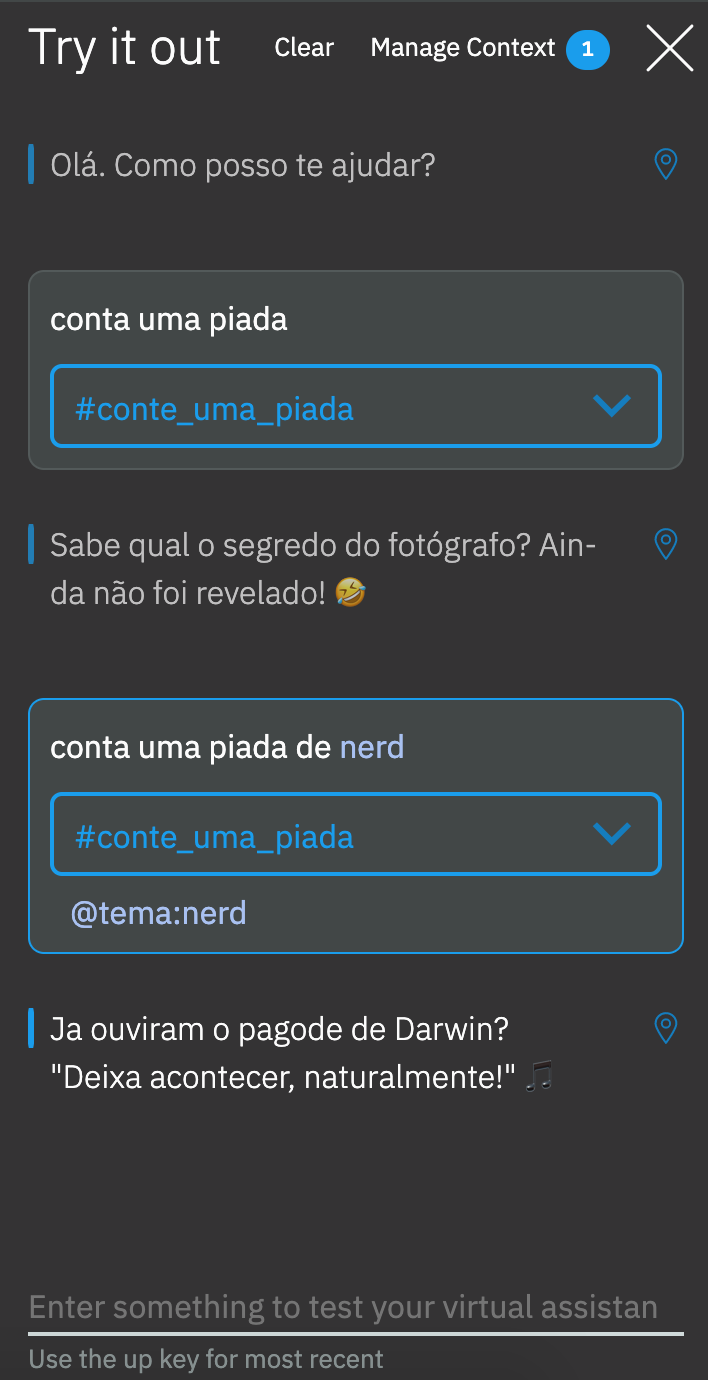 Try it out Clear Manage Context 1
Olá. Como posso te ajudar?
conta uma piada
#conte_uma_piada
Sabe qual o segredo do fotógrafo? Ain-
da não foi revelado! 🤣
conta uma piada de nerd
#conte_uma_piada
@tema:nerd
Ja ouviram o pagode de Darwin?
"Deixa acontecer, naturalmente!" 🎵
Enter something to test your virtual assistan
Use the up key for most recent